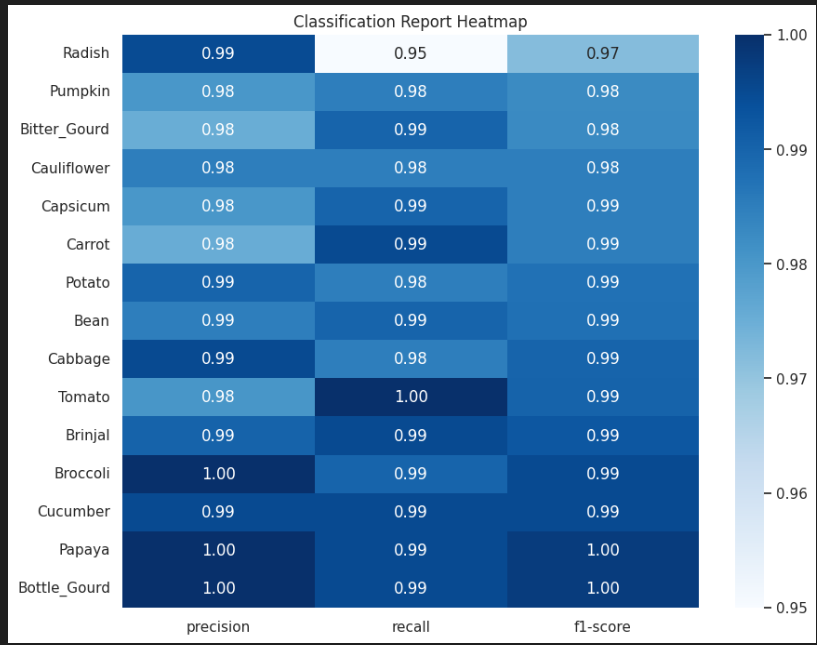 Classification Report Heatmap
Radish 0.99 0.95 0.97
Pumpkin 0.98 0.98 0.98
Bitter_Gourd 0.98 0.99 0.98
Cauliflower 0.98 0.98 0.98
Capsicum 0.98 0.99 0.99
Carrot 0.98 0.99 0.99
Potato 0.99 0.98 0.99
Bean 0.99 0.99 0.99
Cabbage 0.99 0.98 0.99
Tomato 0.98 1.00 0.99
Brinjal 0.99 0.99 0.99
Broccoli 1.00 0.99 0.99
Cucumber 0.99 0.99 0.99
Papaya 1.00 0.99 1.00
Bottle_Gourd 1.00 0.99 1.00
precision recall f1-score
1.00
0.99
0.98
0.97
0.96
0.95